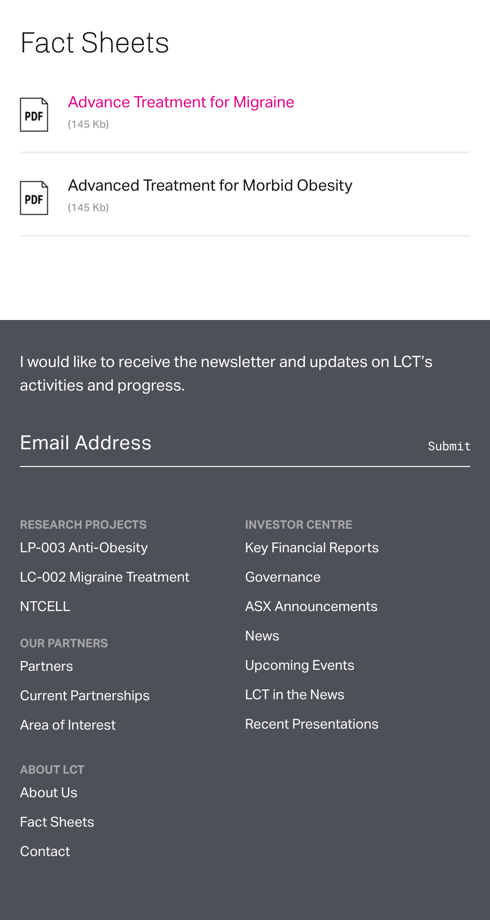 Fact Sheets
PDF
Advance Treatment for Migraine
(145 Kb)
PDF
Advanced Treatment for Morbid Obesity
(145 Kb)
I would like to receive the newsletter and updates on LCT’s
activities and progress.
Email Address
Submit
RESEARCH PROJECTS
LP-003 Anti-Obesity
LC-002 Migraine Treatment
NTCELL
OUR PARTNERS
Partners
Current Partnerships
Area of Interest
ABOUT LCT
About Us
Fact Sheets
Contact
INVESTOR CENTRE
Key Financial Reports
Governance
ASX Announcements
News
Upcoming Events
LCT in the News
Recent Presentations